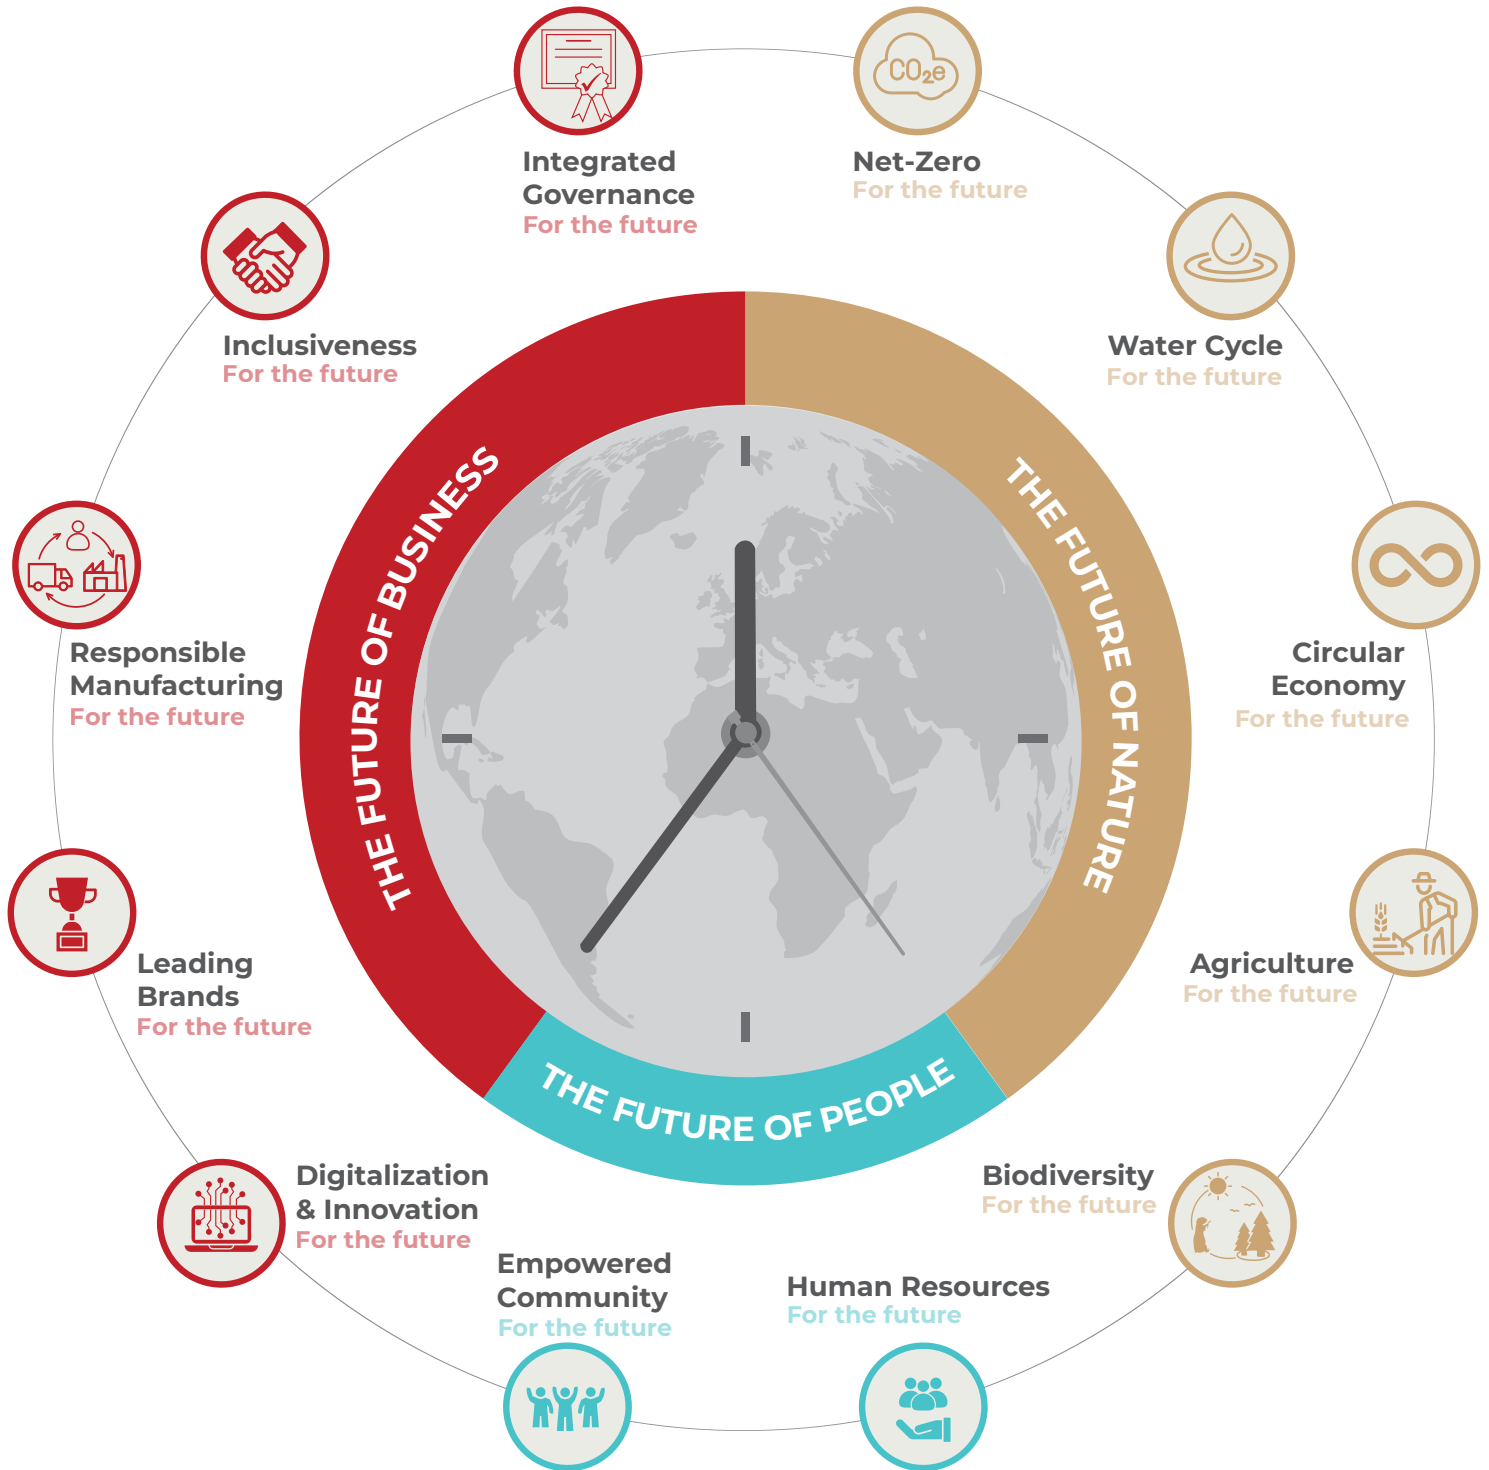 Integrated
Governance
For the future
CO₂e
Net-Zero
For the future
Water Cycle
For the future
Circular
Economy
For the future
Agriculture
For the future
Biodiversity
For the future
Human Resources
For the future
Empowered
Community
For the future
Digitalization
& Innovation
For the future
Leading
Brands
For the future
Responsible
Manufacturing
For the future
Inclusiveness
For the future
THE FUTURE OF BUSINESS
THE FUTURE OF NATURE
THE FUTURE OF PEOPLE